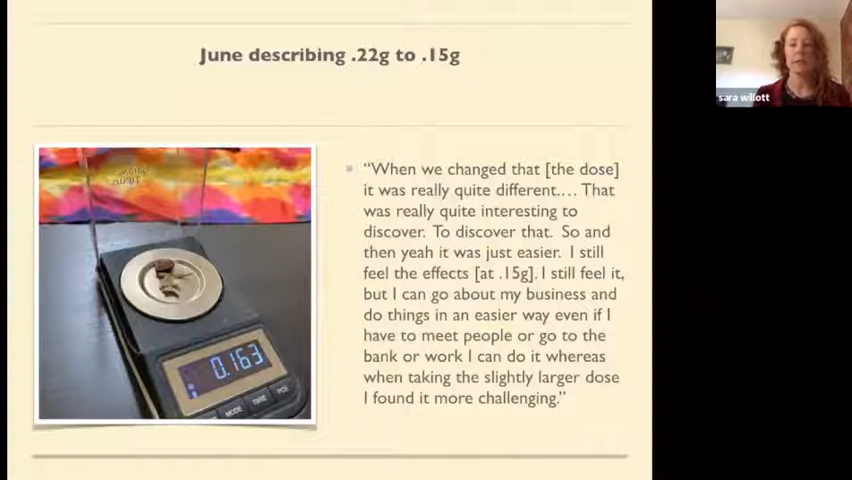 June describing .22g to .15g
sara willott
“When we changed that [the dose]
it was really quite different.... That
was really quite interesting to
discover. To discover that. So and
then yeah it was just easier. I still
feel the effects [at .15g]. I still feel it,
but I can go about my business and
do things in an easier way even if I
have to meet people or go to the
bank or work I can do it whereas
when taking the slightly larger dose
I found it more challenging.”
0.163
MODE TARE PCS